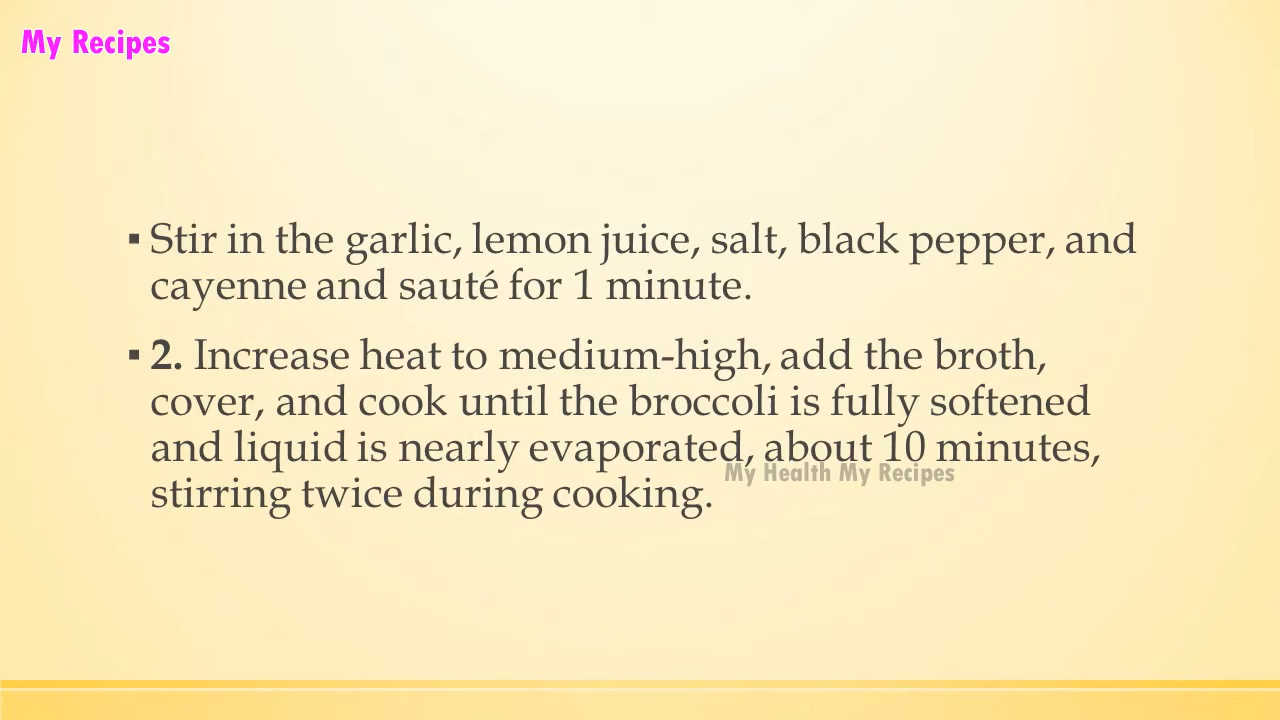 My Recipes
▪ Stir in the garlic, lemon juice, salt, black pepper, and
cayenne and sauté for 1 minute.
▪ 2. Increase heat to medium-high, add the broth,
cover, and cook until the broccoli is fully softened
and liquid is nearly evaporated, about 10 minutes,
My Health My Recipes
stirring twice during cooking.